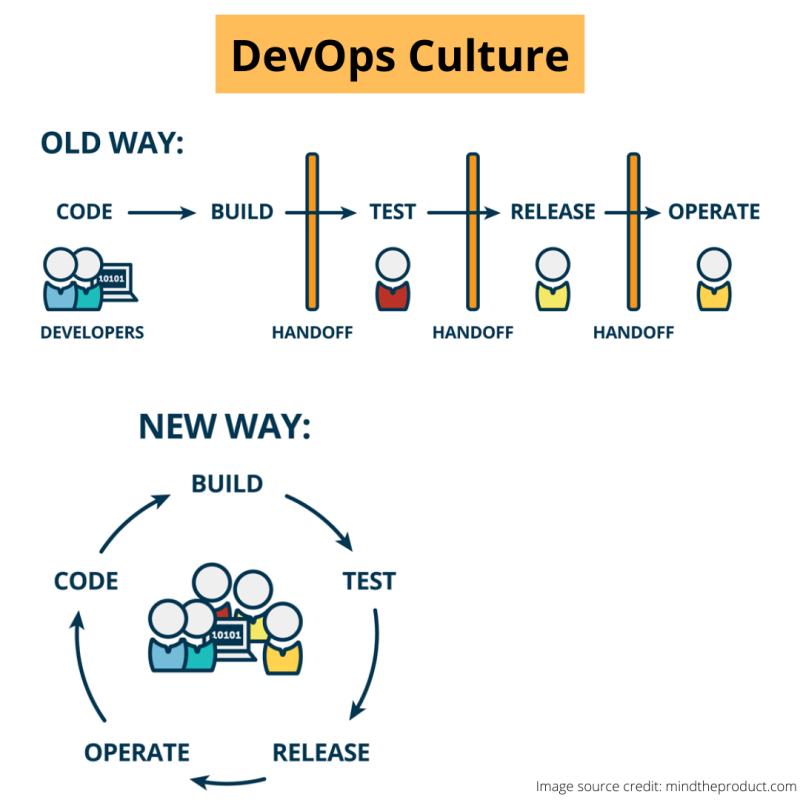 DevOps Culture
OLD WAY:
CODE BUILD TEST RELEASE OPERATE
10101
DEVELOPERS HANDOFF HANDOFF HANDOFF
NEW WAY:
BUILD
CODE TEST
10101
OPERATE RELEASE
Image source credit: mindtheproduct.com